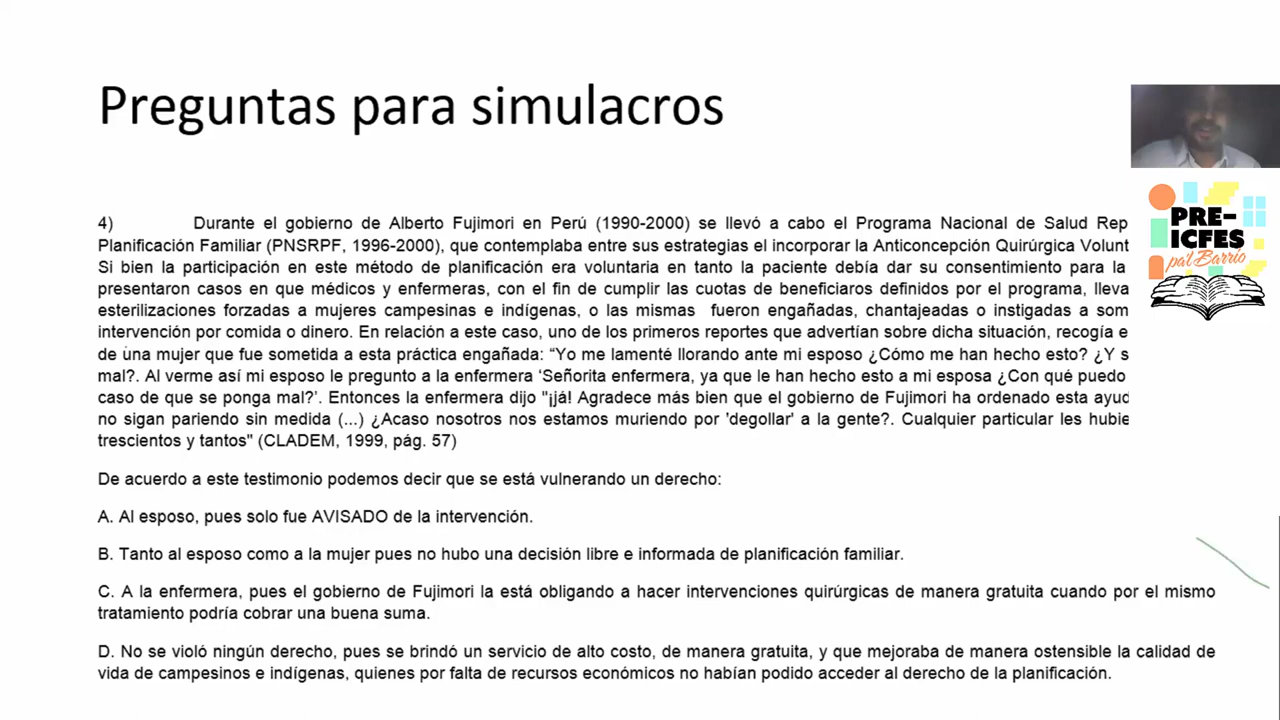 Preguntas para simulacros
PRE-
ICFES
pa'l Barrio
4) Durante el gobierno de Alberto Fujimori en Perú (1990-2000) se llevó a cabo el Programa Nacional de Salud Rep
Planificación Familiar (PNSRPF, 1996-2000), que contemplaba entre sus estrategias el incorporar la Anticoncepción Quirúrgica Volunt
Si bien la participación en este método de planificación era voluntaria en tanto la paciente debía dar su consentimiento para la
presentaron casos en que médicos y enfermeras, con el fin de cumplir las cuotas de beneficiaros definidos por el programa, lleva
esterilizaciones forzadas a mujeres campesinas e indígenas, o las mismas fueron engañadas, chantajeadas o instigadas a som
intervención por comida o dinero. En relación a este caso, uno de los primeros reportes que advertían sobre dicha situación, recogía e
de una mujer que fue sometida a esta práctica engañada: “Yo me lamenté llorando ante mi esposo ¿Cómo me han hecho esto? ¿Y s
mal?. Al verme así mi esposo le pregunto a la enfermera ‘Señorita enfermera, ya que le han hecho esto a mi esposa ¿Con qué puedo
caso de que se ponga mal?’. Entonces la enfermera dijo "¡já! Agradece más bien que el gobierno de Fujimori ha ordenado esta ayud
no sigan pariendo sin medida (...) ¿Acaso nosotros nos estamos muriendo por 'degollar' a la gente?. Cualquier particular les hubie
trescientos y tantos" (CLADEM, 1999, pág. 57)
De acuerdo a este testimonio podemos decir que se está vulnerando un derecho:
A. Al esposo, pues solo fue AVISADO de la intervención.
B. Tanto al esposo como a la mujer pues no hubo una decisión libre e informada de planificación familiar.
C. A la enfermera, pues el gobierno de Fujimori la está obligando a hacer intervenciones quirúrgicas de manera gratuita cuando por el mismo
tratamiento podría cobrar una buena suma.
D. No se violó ningún derecho, pues se brindó un servicio de alto costo, de manera gratuita, y que mejoraba de manera ostensible la calidad de
vida de campesinos e indígenas, quienes por falta de recursos económicos no habían podido acceder al derecho de la planificación.